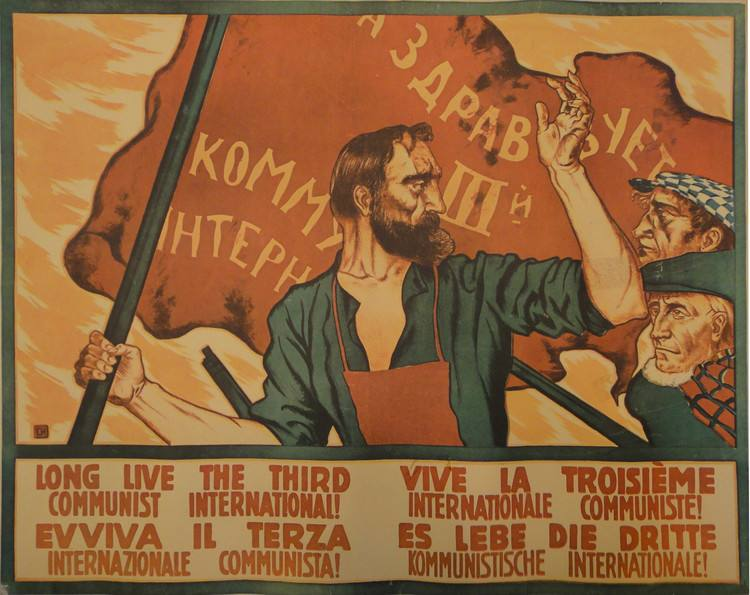 А ЗДРАВ УЕТ
III й
КОММУ
ИНТЕРН
LONG LIVE THE THIRD
COMMUNIST INTERNATIONAL!
EVVIVA IL TERZA
INTERNAZIONALE COMMUNISTA!
VIVE LA TROISIÈME
INTERNATIONALE COMMUNISTE!
ES LEBE DIE DRITTE
KOMMUNISTISCHE INTERNATIONALE!